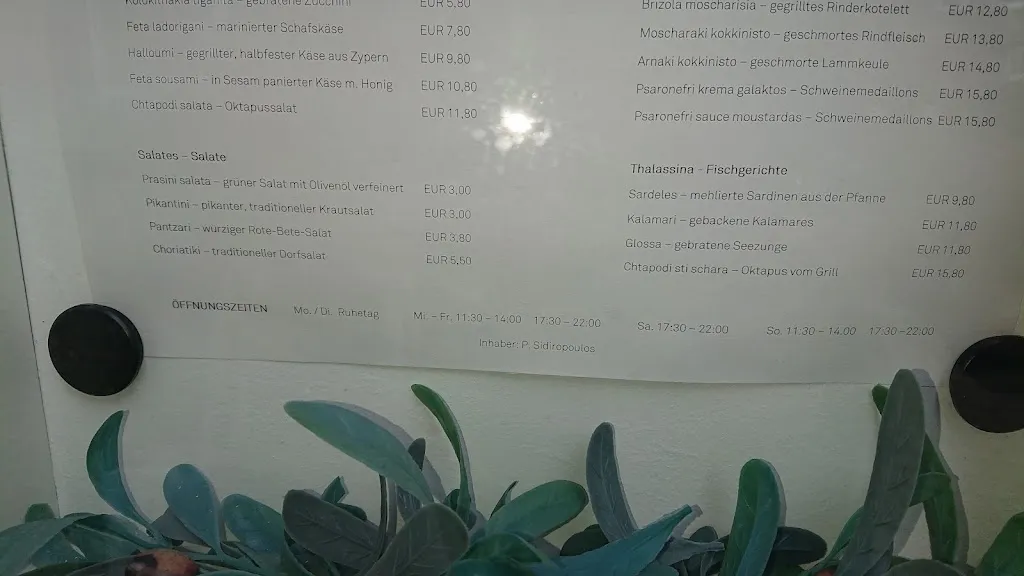 Kolokithakia tiganita – gebratene Zucchini EUR 5,80
Feta ladorigani – marinierter Schafskäse EUR 7,80
Halloumi – gegrillter, halbfester Käse aus Zypern EUR 9,80
Feta sousami – in Sesam panierter Käse m. Honig EUR 10,80
Chtapodi salata – Oktapussalat EUR 11,80
Salates – Salate
Prasini salata – grüner Salat mit Olivenöl verfeinert EUR 3,00
Pikantini – pikanter, traditioneller Krautsalat EUR 3,00
Pantzari – würziger Rote-Bete-Salat EUR 3,80
Choriatiki – traditioneller Dorfsalat EUR 5,50
Brizola moscharisia – gegrilltes Rinderkotelett EUR 12,80
Moscharaki kokkinisto – geschmortes Rindfleisch EUR 13,80
Arnaki kokkinisto – geschmorte Lammkeule EUR 14,80
Psaronefri krema galaktos – Schweinemedaillons EUR 15,80
Psaronefri sauce moustardas – Schweinemedaillons EUR 15,80
Thalassina – Fischgerichte
Sardeles – mehlierte Sardinen aus der Pfanne EUR 9,80
Kalamari – gebackene Kalamares EUR 11,80
Glossa – gebratene Seezunge EUR 11,80
Chtapodi sti schara – Oktapus vom Grill EUR 15,80
ÖFFNUNGSZEITEN Mo. / Di. Ruhetag Mi. – Fr. 11:30 – 14:00 17:30 – 22:00 Sa. 17:30 – 22:00 So. 11:30 – 14:00 17:30 – 22:00
Inhaber: P. Sidiropoulos